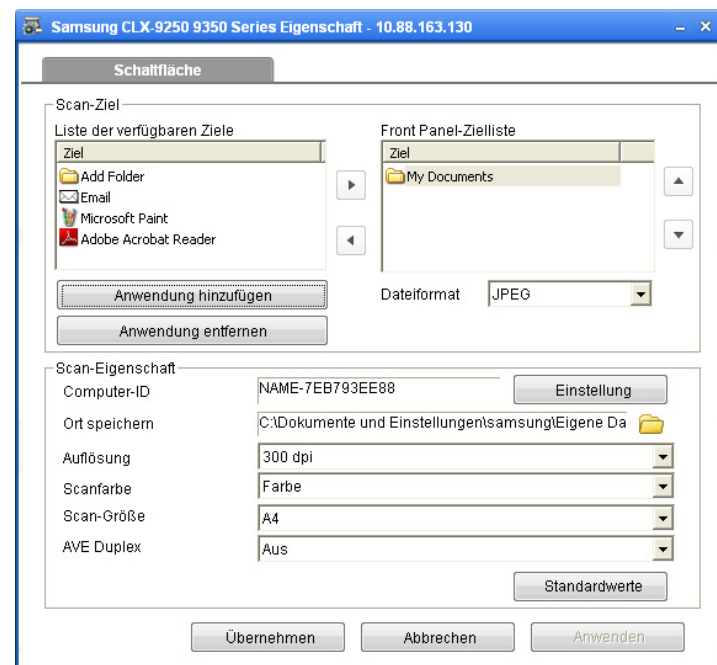 Samsung CLX-9250 9350 Series Eigenschaft - 10.88.163.130
Schaltfläche
Scan-Ziel
Liste der verfügbaren Ziele
Ziel
Add Folder
Email
Microsoft Paint
Adobe Acrobat Reader
Anwendung hinzufügen
Anwendung entfernen
Front Panel-Zielliste
Ziel
My Documents
Dateiformat JPEG
Scan-Eigenschaft
Computer-ID NAME-7EB793EE88 Einstellung
Ort speichern C:\Dokumente und Einstellungen\samsung\Eigene Da
Auflösung 300 dpi
Scanfarbe Farbe
Scan-Größe A4
AVE Duplex Aus
Standardwerte
Übernehmen Abbrechen Anwenden